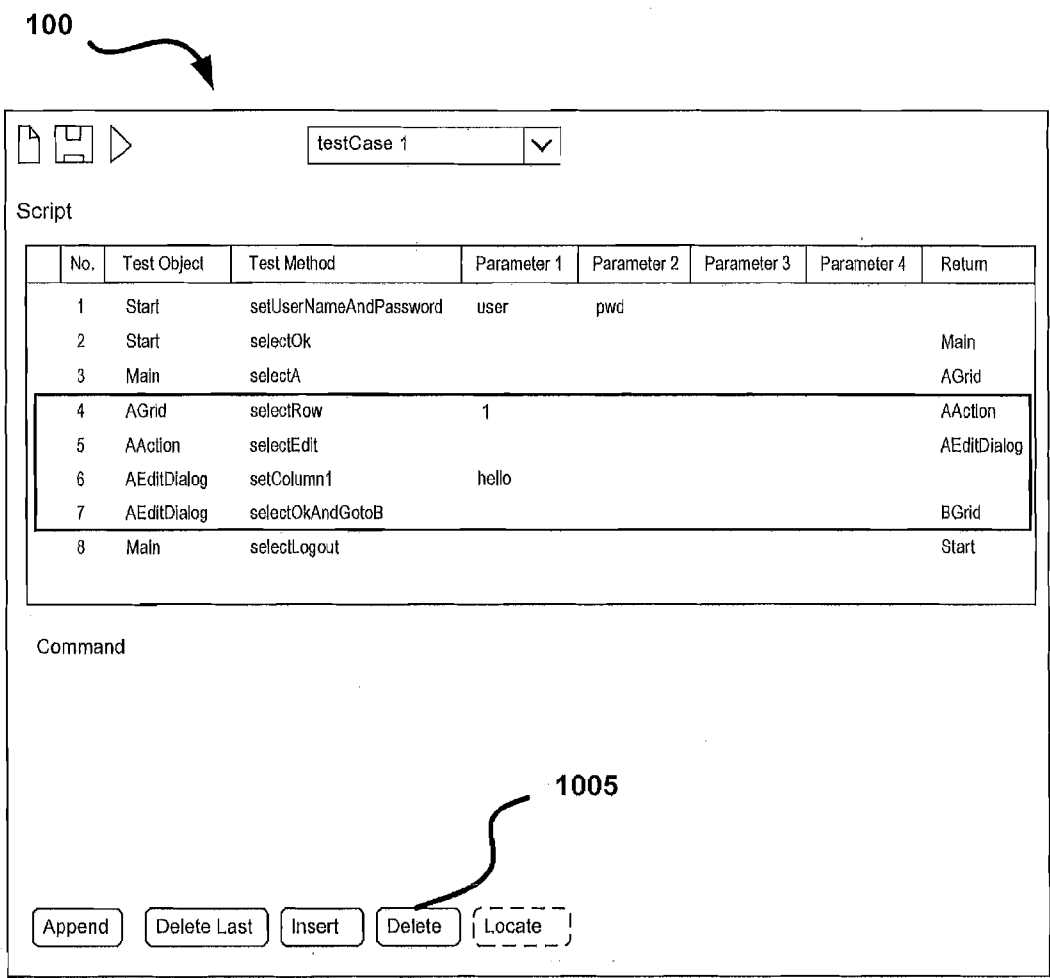 100
testCase 1
Script
No. Test Object Test Method Parameter 1 Parameter 2 Parameter 3 Parameter 4 Return
1 Start setUserNameAndPassword user pwd
2 Start selectOk Main
3 Main selectA AGrid
4 AGrid selectRow 1 AAction
5 AAction selectEdit AEditDialog
6 AEditDialog setColumn1 hello
7 AEditDialog selectOkAndGotoB BGrid
8 Main selectLogout Start
Command
1005
Append Delete Last Insert Delete Locate